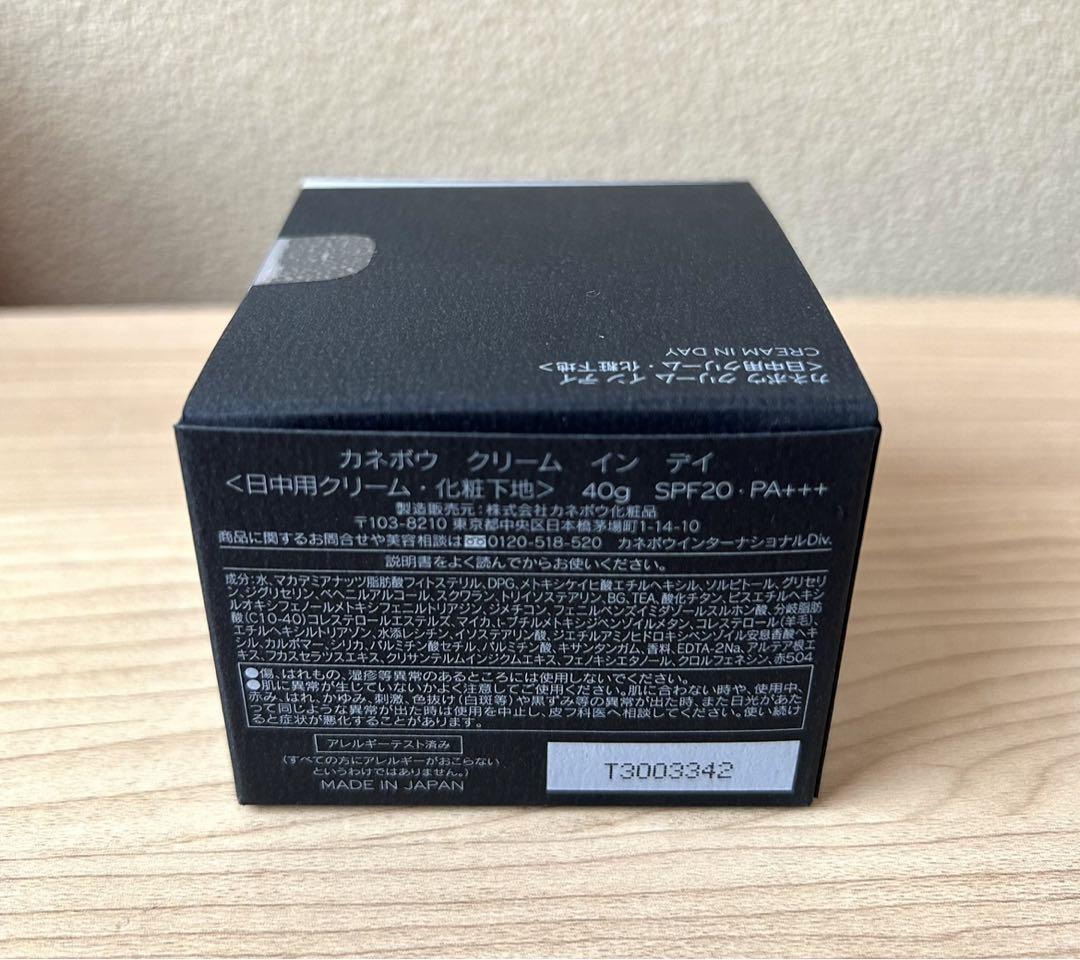 カネボウ クリーム イン デイ
<日中用クリーム・化粧下地>
CREAM IN DAY
カネボウ クリーム イン デイ
<日中用クリーム・化粧下地> 40g SPF20・PA+++
製造販売元:株式会社カネボウ化粧品
〒103-8210 東京都中央区日本橋茅場町1-14-10
商品に関するお問合せや美容相談は 0120-518-520 カネボウインターナショナルDiv.
説明書をよく読んでからお使いください。
成分:水、マカデミアナッツ脂肪酸フィトステリル、DPG、メトキシケイヒ酸エチルヘキシル、ソルビトール、グリセリ
ン、ジグリセリン、ベヘニルアルコール、スクワラン、トリイソステアリン、BG、TEA、酸化チタン、ビスエチルヘキシ
ルオキシフェノールメトキシフェニルトリアジン、ジメチコン、フェニルベンズイミダゾールスルホン酸、分岐脂肪
酸(C10-40)コレステロールエステルズ、マイカ、t-ブチルメトキシジベンゾイルメタン、コレステロール(羊毛)、
エチルヘキシルトリアゾン、水添レシチン、イソステアリン酸、ジエチルアミノヒドロキシベンゾイル安息香酸ヘキ
シル、カルボマー、シリカ、パルミチン酸セチル、パルミチン酸、キサンタンガム、香料、EDTA-2Na、アルテア根エ
キス、フカスセラツスエキス、クリサンテルムインジクムエキス、フェノキシエタノール、クロルフェネシン、赤504
●傷、はれもの、湿疹等異常のあるところには使用しないでください。
●肌に異常が生じていないかよく注意してご使用ください。肌に合わない時や、使用中、
赤み、はれ、かゆみ、刺激、色抜け(白斑等)や黒ずみ等の異常が出た時、また日光があた
って同じような異常が出た時は使用を中止し、皮フ科医へ相談してください。使い続け
ると症状が悪化することがあります。
アレルギーテスト済み
(すべての方にアレルギーがおこらない
というわけではありません。)
MADE IN JAPAN
T3003342